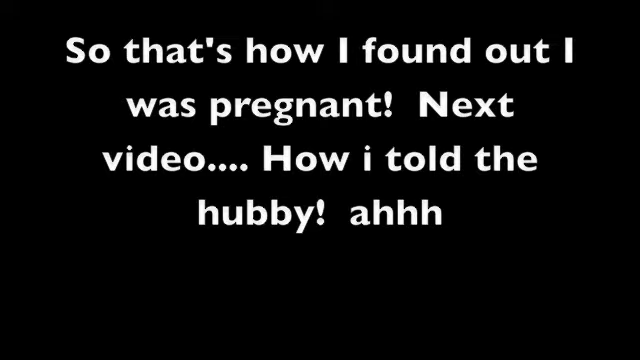 So that's how I found out I
was pregnant!  Next
video.... How i told the
hubby!  ahhh